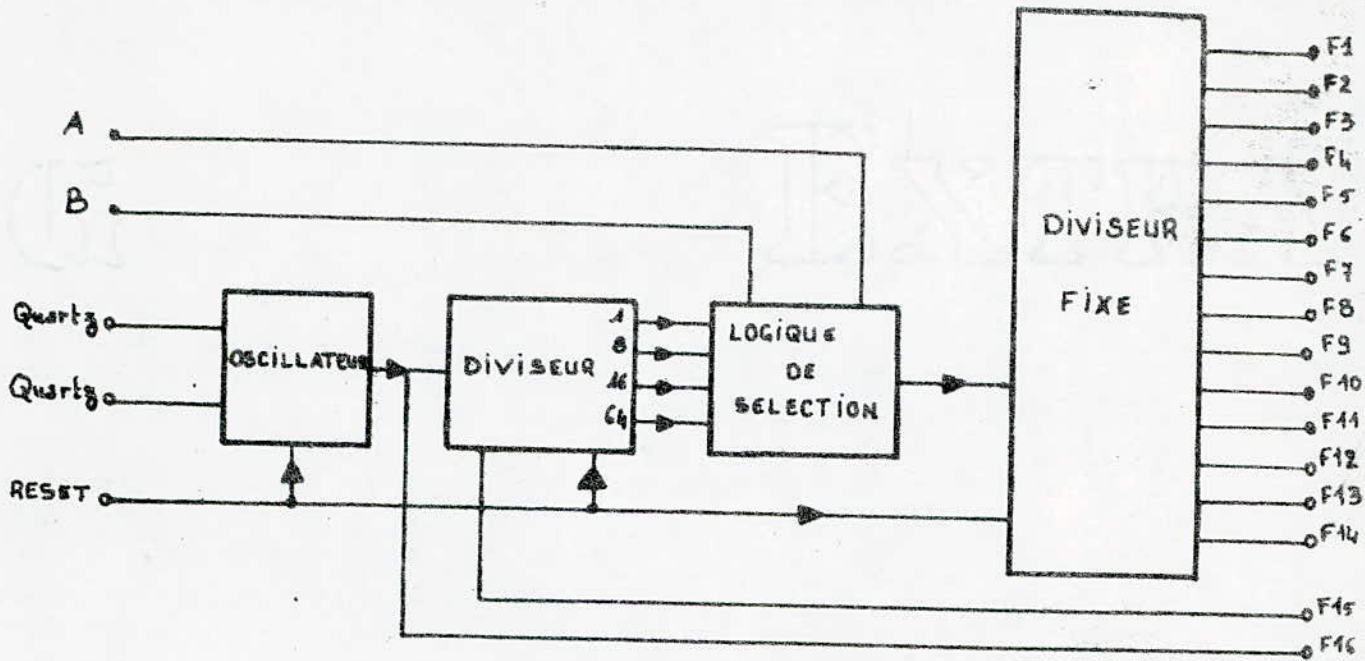 A
B
Quartz
Quartz
RESET
OSCILLATEUR
DIVISEUR
1
8
16
64
LOGIQUE
DE
SELECTION
DIVISEUR
FIXE
F1
F2
F3
F4
F5
F6
F7
F8
F9
F10
F11
F12
F13
F14
F15
F16